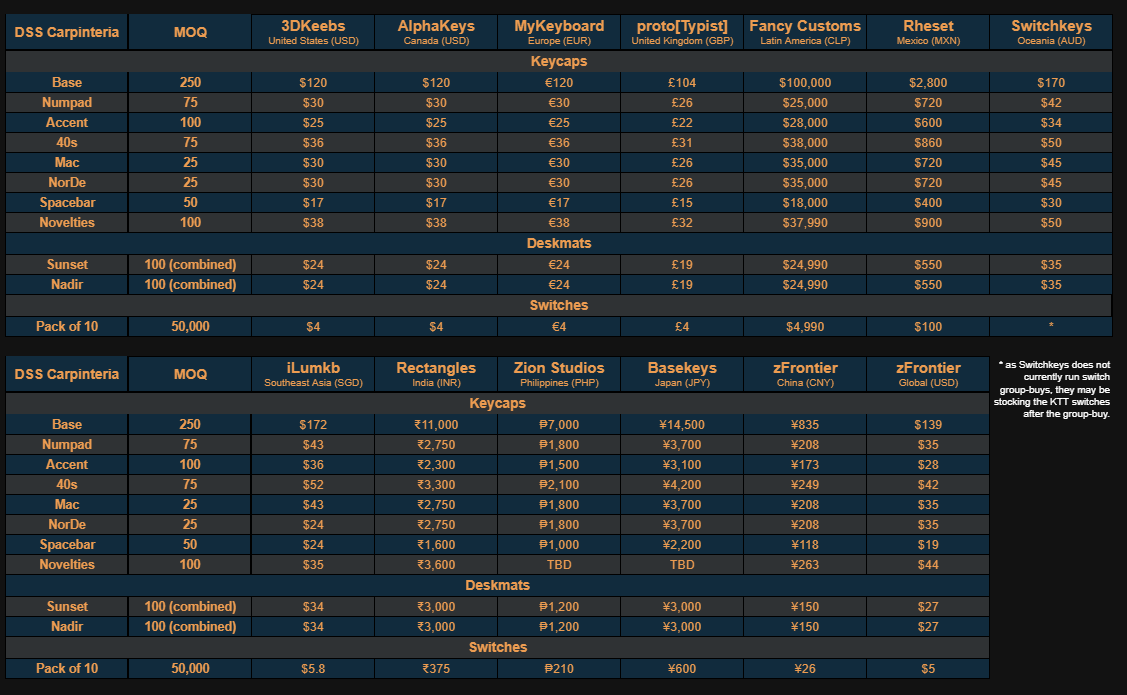 DSS Carpinteria MOQ 3DKeebs AlphaKeys MyKeyboard proto[Typist] Fancy Customs Rheset Switchkeys
United States (USD) Canada (USD) Europe (EUR) United Kingdom (GBP) Latin America (CLP) Mexico (MXN) Oceania (AUD)
Keycaps
Base 250 $120 $120 €120 £104 $100,000 $2,800 $170
Numpad 75 $30 $30 €30 £26 $25,000 $720 $42
Accent 100 $25 $25 €25 £22 $28,000 $600 $34
40s 75 $36 $36 €36 £31 $38,000 $860 $50
Mac 25 $30 $30 €30 £26 $35,000 $720 $45
NorDe 25 $30 $30 €30 £26 $35,000 $720 $45
Spacebar 50 $17 $17 €17 £15 $18,000 $400 $30
Novelties 100 $38 $38 €38 £32 $37,990 $900 $50
Deskmats
Sunset 100 (combined) $24 $24 €24 £19 $24,990 $550 $35
Nadir 100 (combined) $24 $24 €24 £19 $24,990 $550 $35
Switches
Pack of 10 50,000 $4 $4 €4 £4 $4,990 $100 *
DSS Carpinteria MOQ iLumkb Rectangles Zion Studios Basekeys zFrontier zFrontier
Southeast Asia (SGD) India (INR) Philippines (PHP) Japan (JPY) China (CNY) Global (USD)
Keycaps
Base 250 $172 ₹11,000 ₱7,000 ¥14,500 ¥835 $139
Numpad 75 $43 ₹2,750 ₱1,800 ¥3,700 ¥208 $35
Accent 100 $36 ₹2,300 ₱1,500 ¥3,100 ¥173 $28
40s 75 $52 ₹3,300 ₱2,100 ¥4,200 ¥249 $42
Mac 25 $43 ₹2,750 ₱1,800 ¥3,700 ¥208 $35
NorDe 25 $24 ₹2,750 ₱1,800 ¥3,700 ¥208 $35
Spacebar 50 $24 ₹1,600 ₱1,000 ¥2,200 ¥118 $19
Novelties 100 $35 ₹3,600 TBD TBD ¥263 $44
Deskmats
Sunset 100 (combined) $34 ₹3,000 ₱1,200 ¥3,000 ¥150 $27
Nadir 100 (combined) $34 ₹3,000 ₱1,200 ¥3,000 ¥150 $27
Switches
Pack of 10 50,000 $5.8 ₹375 ₱210 ¥600 ¥26 $5
* as Switchkeys does not
currently run switch
group-buys, they may be
stocking the KTT switches
after the group-buy.